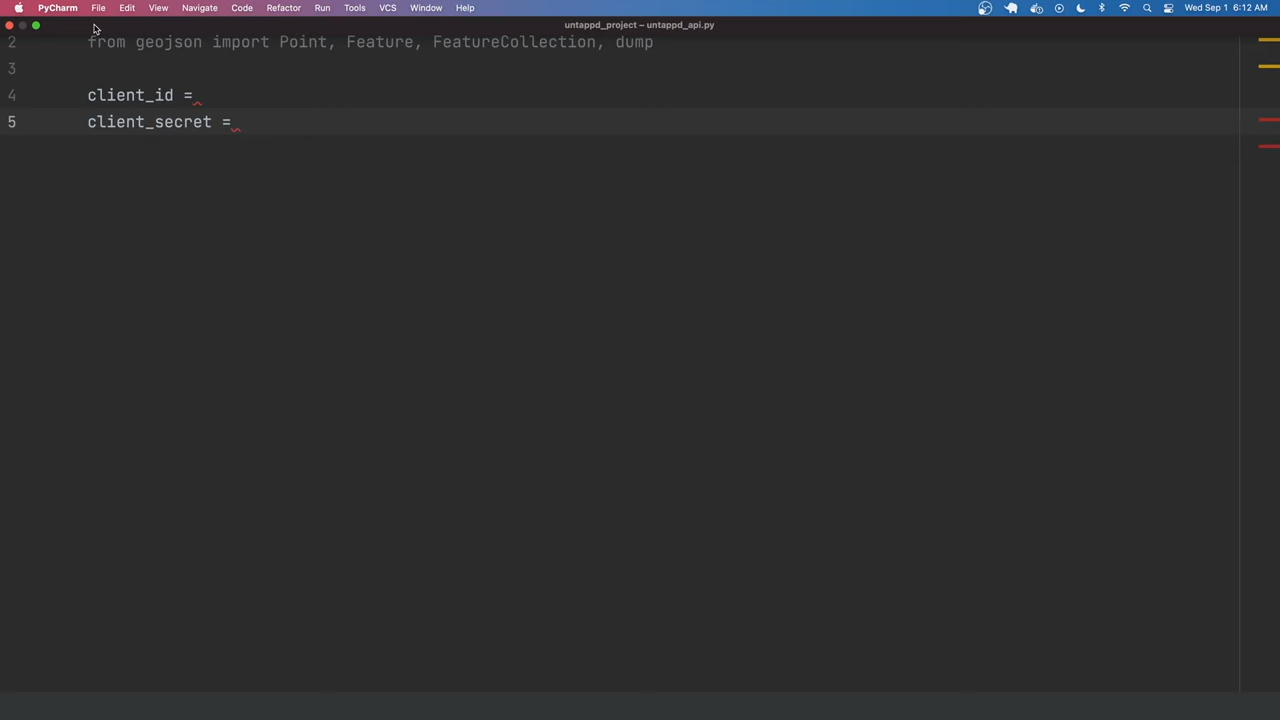 PyCharm File Edit View Navigate Code Refactor Run Tools VCS Window Help Wed Sep 1 6:12 AM
untappd_project – untappd_api.py
2 from geojson import Point, Feature, FeatureCollection, dump
3
4 client_id =
5 client_secret =